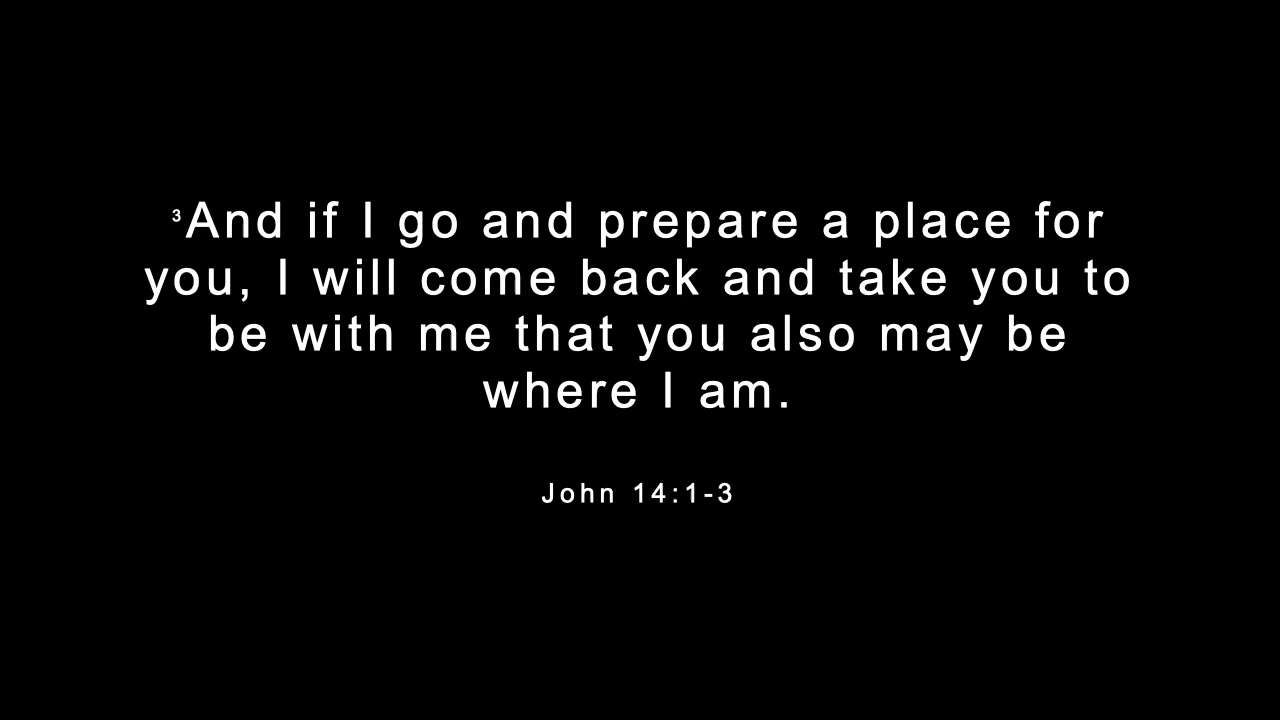 ³And if I go and prepare a place for
you, I will come back and take you to
be with me that you also may be
where I am.
John 14:1-3